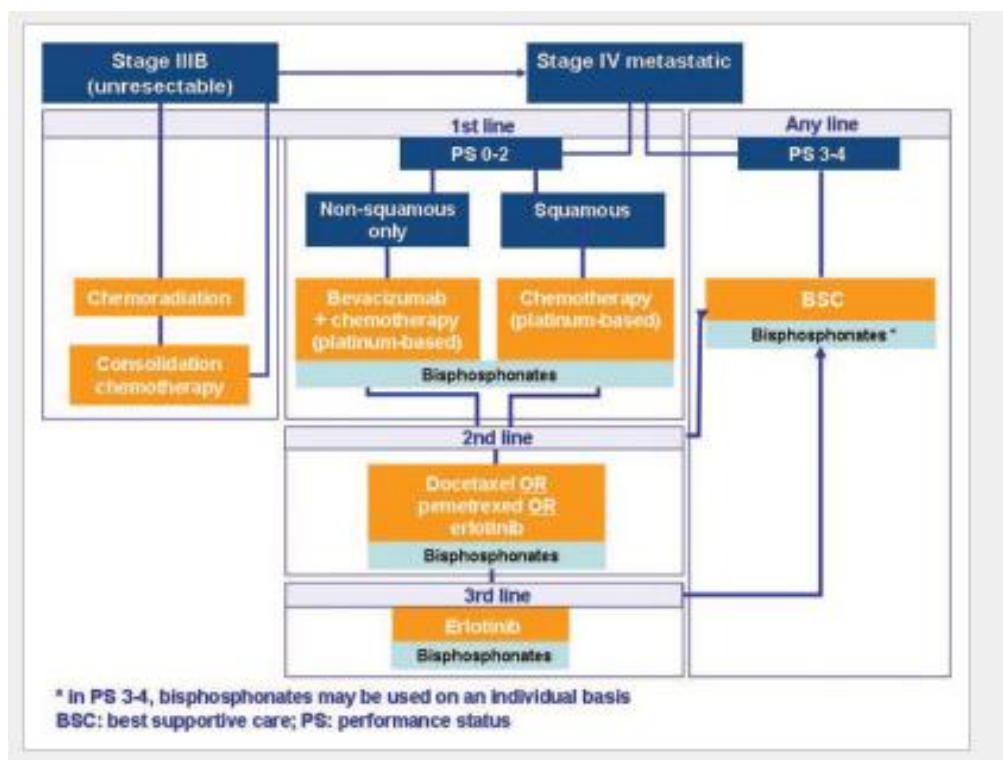 Stage IIIB
(unresectable)
Stage IV metastatic
1st line
Any line
PS 0-2
PS 3-4
Non-squamous
only
Squamous
Chemoradiation
Consolidation
chemotherapy
Bevacizumab
+ chemotherapy
(platinum-based)
Chemotherapy
(platinum-based)
Bisphosphonates
BSC
Bisphosphonates *
2nd line
Docetaxel OR
pemetrexed OR
erlotinib
Bisphosphonates
3rd line
Erlotinib
Bisphosphonates
* in PS 3-4, bisphosphonates may be used on an individual basis
BSC: best supportive care; PS: performance status